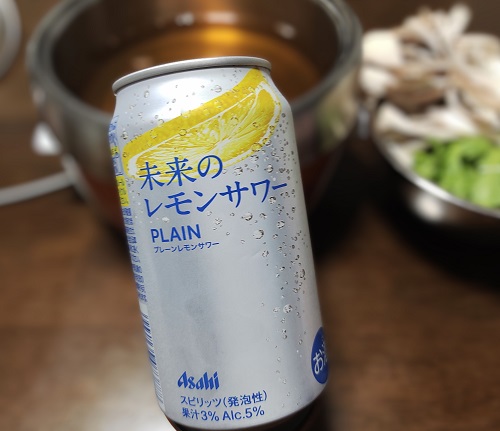 未来の
レモンサワー
PLAIN
プレーンレモンサワー
Asahi
スピリッツ(発泡性)
果汁3% Alc.5%
お